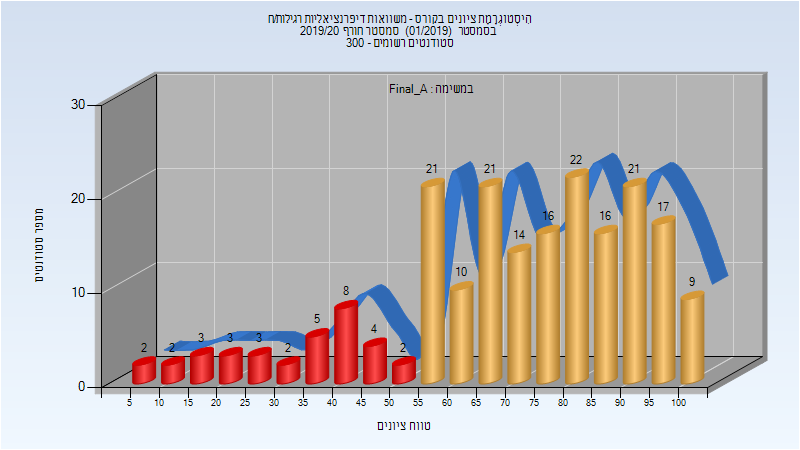 היסטוגרמת ציונים בקורס - משוואות דיפרנציאליות רגילות/ח
בסמסטר (01/2019) סמסטר חורף 2019/20
סטודנטים רשומים - 300
במשימה : Final_A
30
20
10
0
מספר סטודנטים
2 2 3 3 3 2 5 8 4 2 21 10 21 14 16 22 16 21 17 9
5 10 15 20 25 30 35 40 45 50 55 60 65 70 75 80 85 90 95 100
טווח ציונים